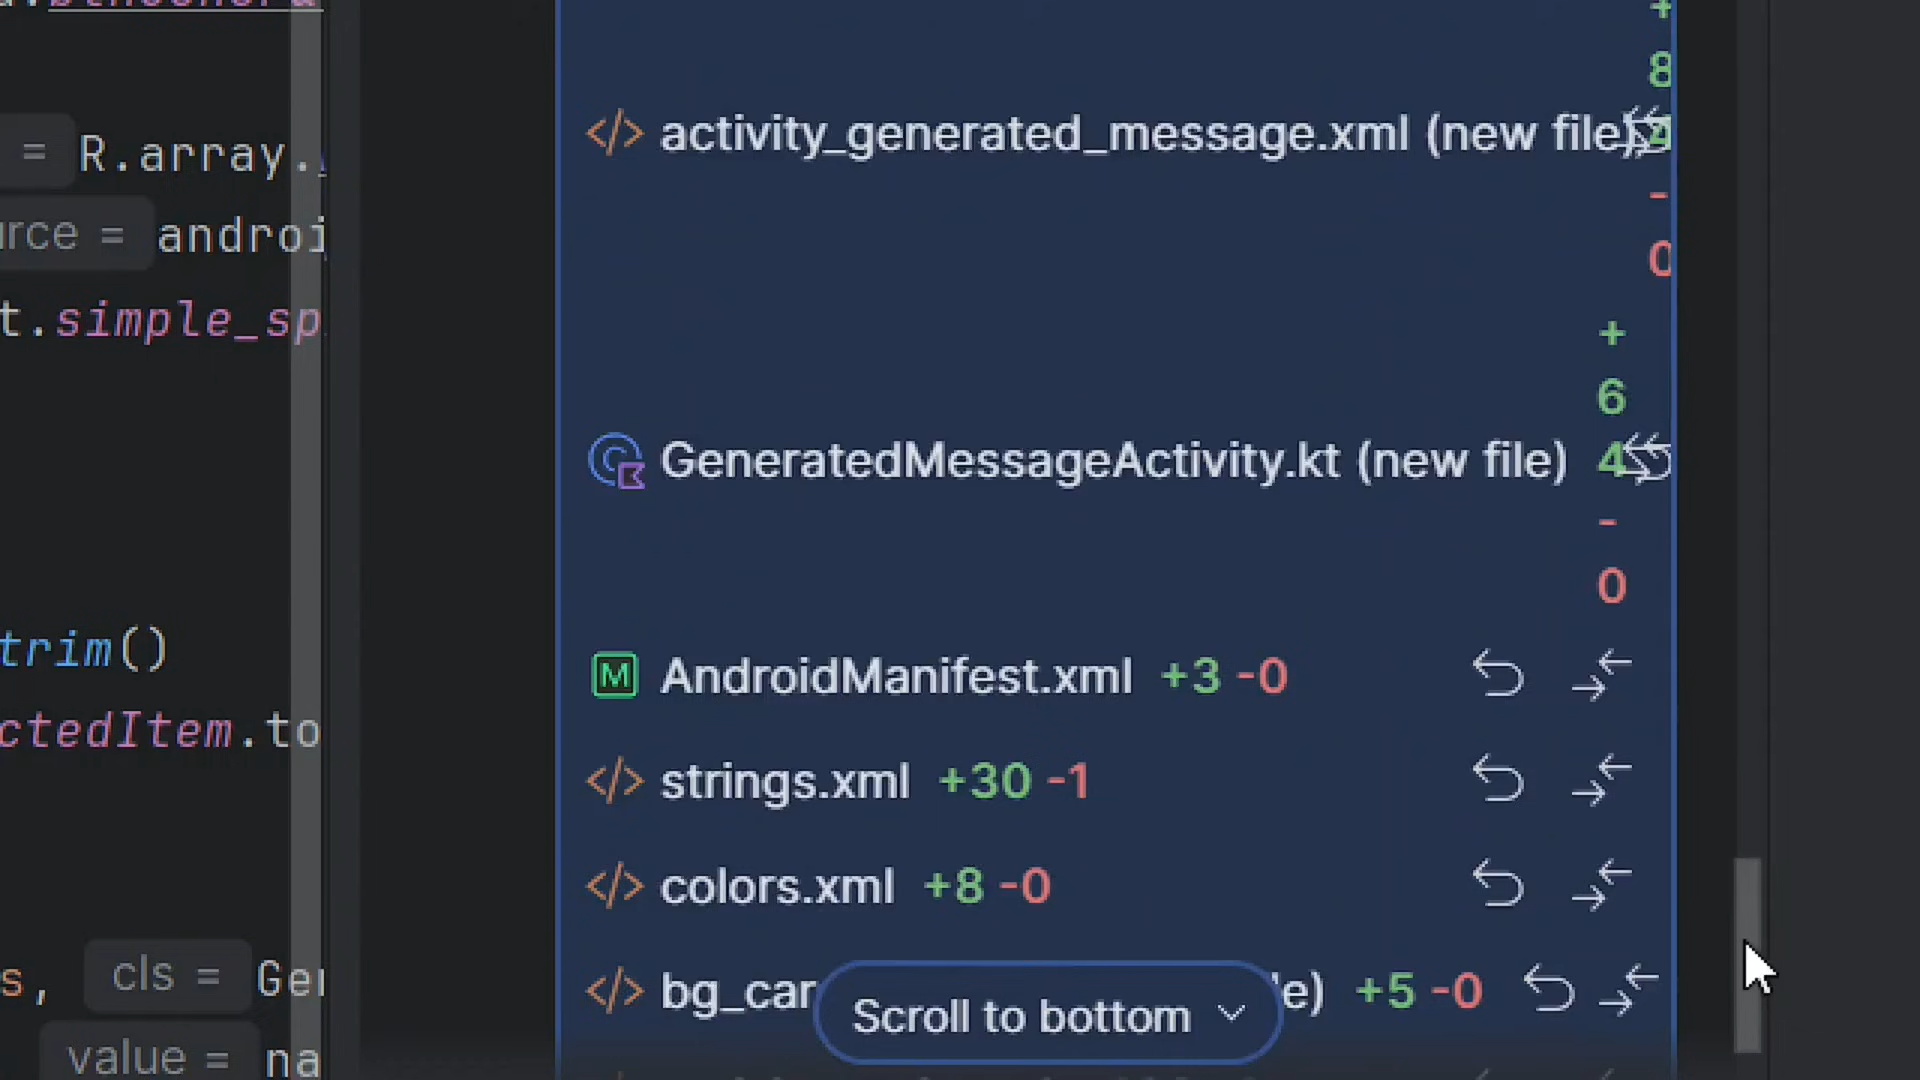 = R.array.
urce = androi
t.simple_sp
trim()
ctedItem.to
s, cls = Ger
value = na
+
8
activity_generated_message.xml (new file)
-
0
+
6
GeneratedMessageActivity.kt (new file) 4
-
0
AndroidManifest.xml +3 -0
strings.xml +30 -1
colors.xml +8 -0
bg_car e) +5 -0
Scroll to bottom